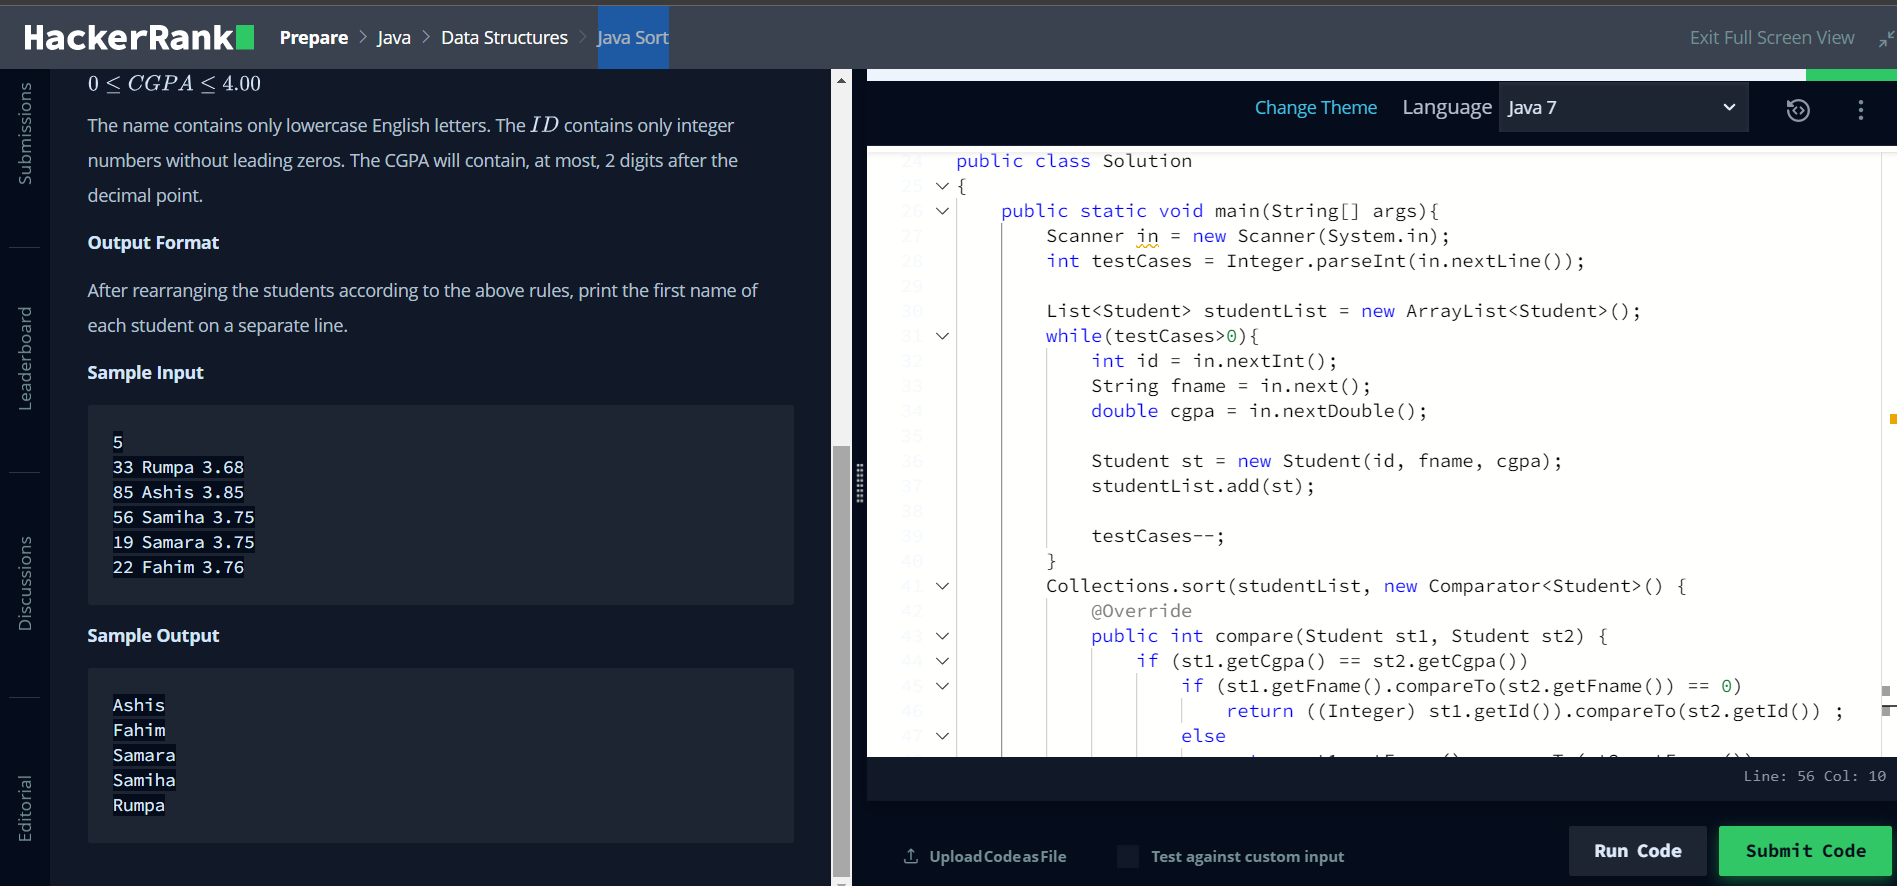 HackerRank
Prepare > Java > Data Structures > Java Sort
Exit Full Screen View
Submissions
Leaderboard
Discussions
Editorial
0 ≤ CGPA ≤ 4.00
The name contains only lowercase English letters. The ID contains only integer
numbers without leading zeros. The CGPA will contain, at most, 2 digits after the
decimal point.
Output Format
After rearranging the students according to the above rules, print the first name of
each student on a separate line.
Sample Input
5
33 Rumpa 3.68
85 Ashis 3.85
56 Samiha 3.75
19 Samara 3.75
22 Fahim 3.76
Sample Output
Ashis
Fahim
Samara
Samiha
Rumpa
Change Theme Language Java 7
24 public class Solution
25 {
26 public static void main(String[] args){
27 Scanner in = new Scanner(System.in);
28 int testCases = Integer.parseInt(in.nextLine());
29
30 List<Student> studentList = new ArrayList<Student>();
31 while(testCases>0){
32 int id = in.nextInt();
33 String fname = in.next();
34 double cgpa = in.nextDouble();
35
36 Student st = new Student(id, fname, cgpa);
37 studentList.add(st);
38
39 testCases--;
40 }
41 Collections.sort(studentList, new Comparator<Student>() {
42 @Override
43 public int compare(Student st1, Student st2) {
44 if (st1.getCgpa() == st2.getCgpa())
45 if (st1.getFname().compareTo(st2.getFname()) == 0)
46 return ((Integer) st1.getId()).compareTo(st2.getId()) ;
47 else
Line: 56 Col: 10
Upload Code as File
Test against custom input
Run Code
Submit Code